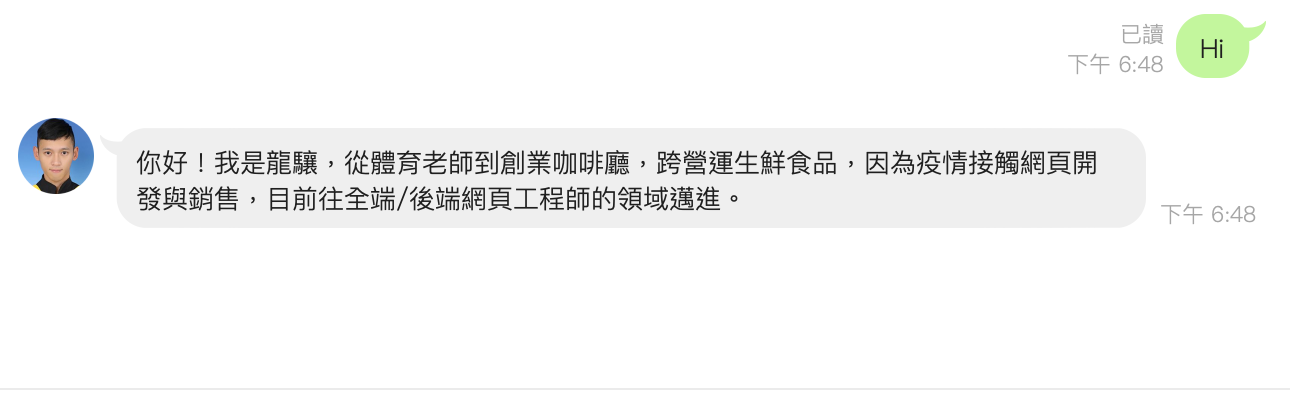 已讀
下午 6:48
Hi
你好！我是龍驤，從體育老師到創業咖啡廳，跨營運生鮮食品，因為疫情接觸網頁開
發與銷售，目前往全端/後端網頁工程師的領域邁進。
下午 6:48